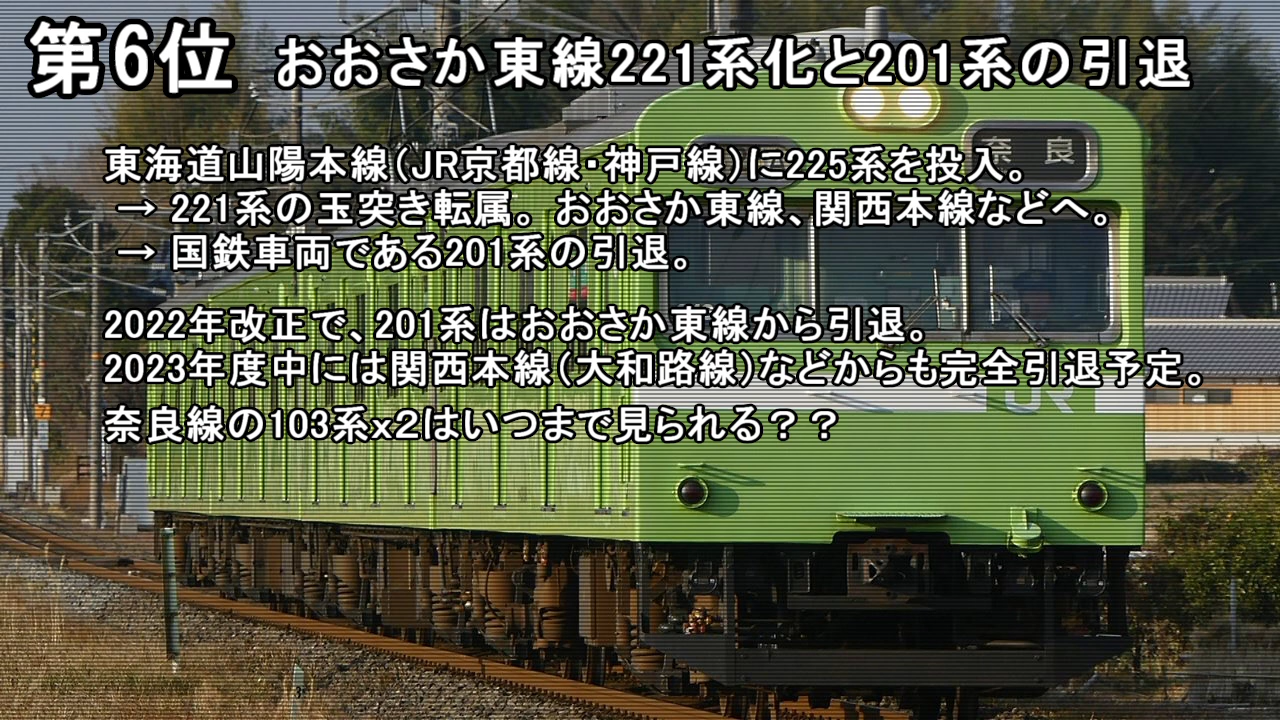 第6位 おおさか東線221系化と201系の引退
奈良
東海道山陽本線(JR京都線・神戸線)に225系を投入。
→ 221系の玉突き転属。おおさか東線、関西本線などへ。
→ 国鉄車両である201系の引退。
2022年改正で、201系はおおさか東線から引退。
2023年度中には関西本線(大和路線)などからも完全引退予定。
JR
奈良線の103系x2はいつまで見られる？？